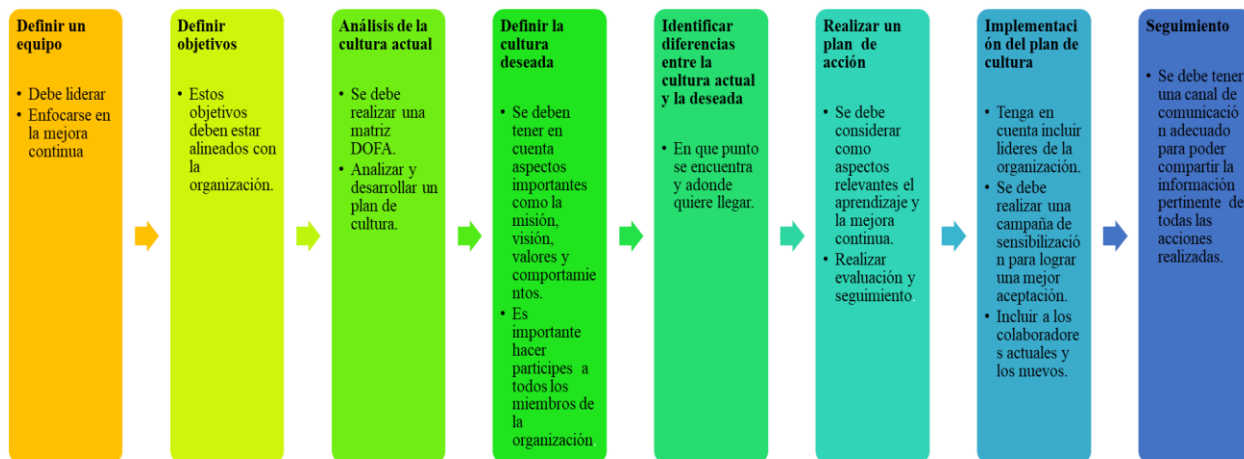 Definir un
equipo
• Debe liderar
• Enfocarse en
la mejora
continua
Definir
objetivos
• Estos
objetivos
deben estar
alineados con
la
organización.
Análisis de la
cultura actual
• Se debe
realizar una
matriz
DOFA.
• Analizar y
desarrollar un
plan de
cultura.
Definir la
cultura
deseada
• Se deben
tener en
cuenta
aspectos
importantes
como la
misión,
visión,
valores y
comportamie
ntos.
• Es
importante
hacer
participes a
todos los
miembros de
la
organización.
Identificar
diferencias
entre la
cultura actual
y la deseada
• En que punto
se encuentra
y adonde
quiere llegar.
Realizar un
plan de
acción
• Se debe
considerar
como
aspectos
relevantes el
aprendizaje y
la mejora
continua.
• Realizar
evaluación y
seguimiento.
Implementaci
ón del plan de
cultura
• Tenga en
cuenta incluir
lideres de la
organización.
• Se debe
realizar una
campaña de
sensibilizació
n para lograr
una mejor
aceptación.
• Incluir a los
colaboradore
s actuales y
los nuevos.
Seguimiento
• Se debe tener
una canal de
comunicació
n adecuado
para poder
compartir la
información
pertinente de
todas las
acciones
realizadas.